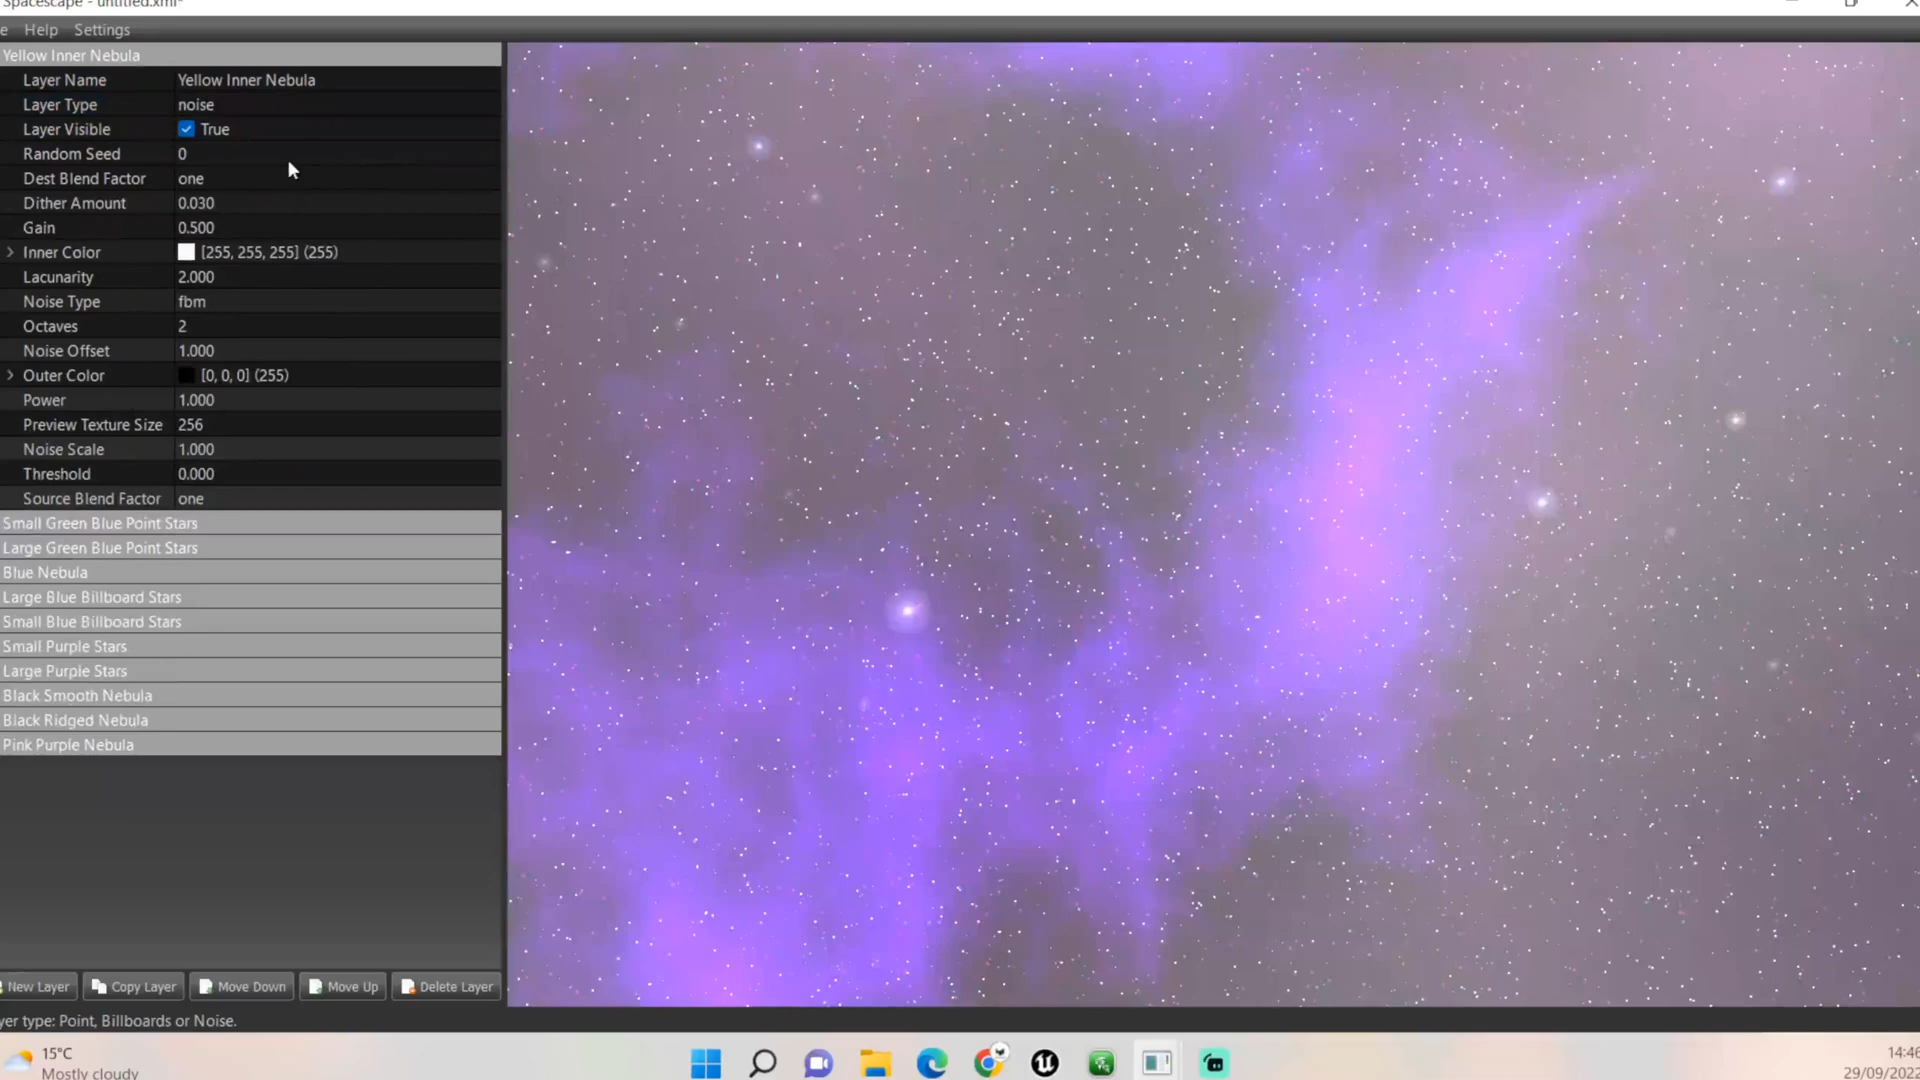 Spacescape - untitled.xml*
e Help Settings
Yellow Inner Nebula
Layer Name Yellow Inner Nebula
Layer Type noise
Layer Visible True
Random Seed 0
Dest Blend Factor one
Dither Amount 0.030
Gain 0.500
Inner Color [255, 255, 255] (255)
Lacunarity 2.000
Noise Type fbm
Octaves 2
Noise Offset 1.000
Outer Color [0, 0, 0] (255)
Power 1.000
Preview Texture Size 256
Noise Scale 1.000
Threshold 0.000
Source Blend Factor one
Small Green Blue Point Stars
Large Green Blue Point Stars
Blue Nebula
Large Blue Billboard Stars
Small Blue Billboard Stars
Small Purple Stars
Large Purple Stars
Black Smooth Nebula
Black Ridged Nebula
Pink Purple Nebula
New Layer Copy Layer Move Down Move Up Delete Layer
yer type: Point, Billboards or Noise.
15°C
Mostly cloudy
14:46
29/09/2022